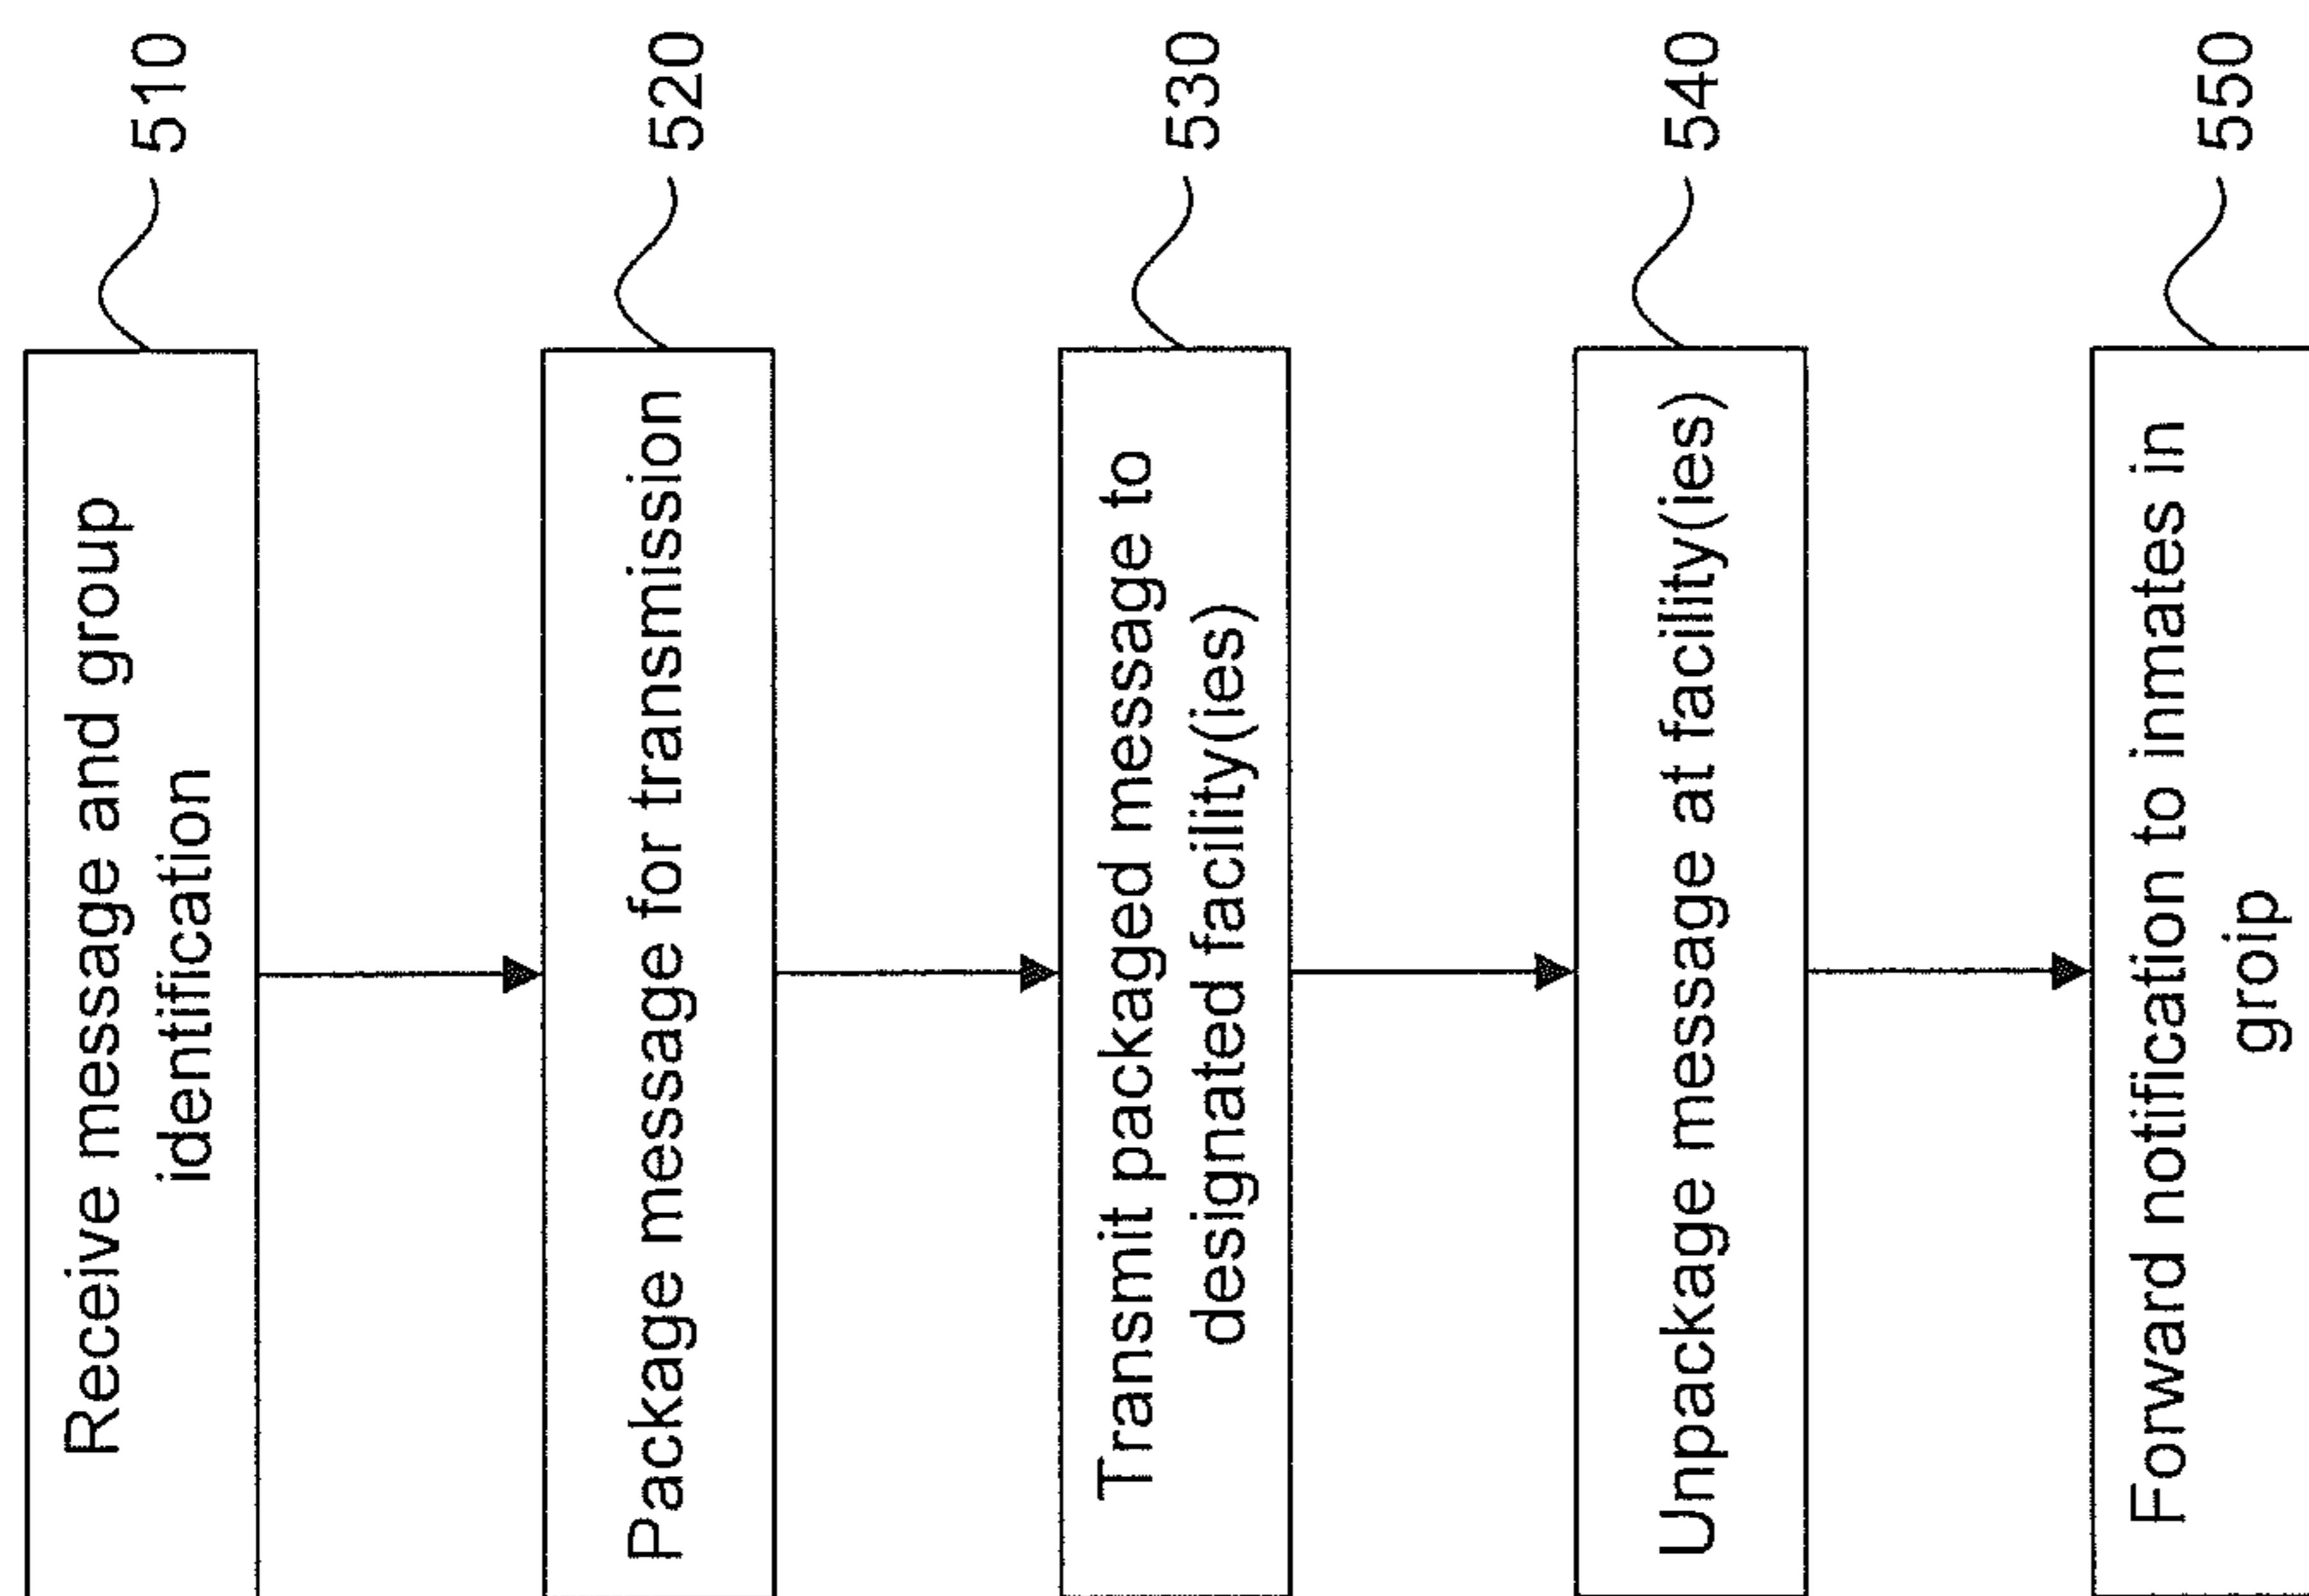 Receive message and group
identification
510
Package message for transmission
520
Transmit packaged message to
designated facility(ies)
530
Unpackage message at facility(ies)
540
Forward notification to inmates in
groip
550